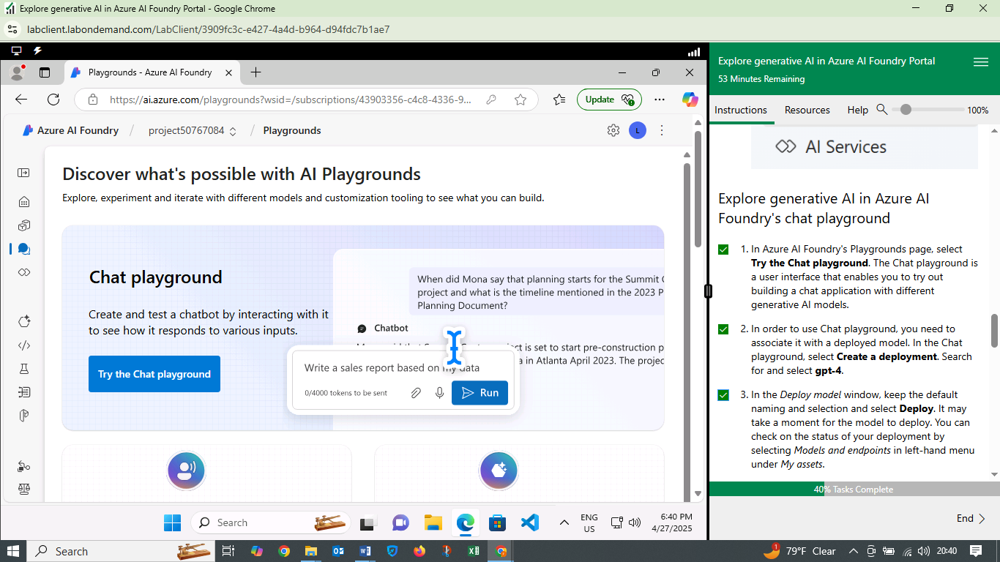 Explore generative AI in Azure AI Foundry Portal - Google Chrome
labclient.labondemand.com/LabClient/3909fc3c-e427-4a4d-b964-d94fdc7b1ae7
Playgrounds - Azure AI Foundry
https://ai.azure.com/playgrounds?wsid=/subscriptions/43903356-c4c8-4336-9...
Update
Azure AI Foundry / project50767084 / Playgrounds
L
Discover what's possible with AI Playgrounds
Explore, experiment and iterate with different models and customization tooling to see what you can build.
Chat playground
Create and test a chatbot by interacting with it
to see how it responds to various inputs.
Try the Chat playground
When did Mona say that planning starts for the Summit C
project and what is the timeline mentioned in the 2023 P
Planning Document?
Chatbot
ject is set to start pre-construction p
a in Atlanta April 2023. The projec
Write a sales report based on my data
0/4000 tokens to be sent
Run
Search
ENG
US
6:40 PM
4/27/2025
Explore generative AI in Azure AI Foundry Portal
53 Minutes Remaining
Instructions Resources Help 100%
AI Services
Explore generative AI in Azure AI
Foundry's chat playground
1. In Azure AI Foundry's Playgrounds page, select
Try the Chat playground. The Chat playground is
a user interface that enables you to try out
building a chat application with different
generative AI models.
2. In order to use Chat playground, you need to
associate it with a deployed model. In the Chat
playground, select Create a deployment. Search
for and select gpt-4.
3. In the Deploy model window, keep the default
naming and selection and select Deploy. It may
take a moment for the model to deploy. You can
check on the status of your deployment by
selecting Models and endpoints in left-hand menu
under My assets.
40% Tasks Complete
End
Search
1
79°F Clear
20:40